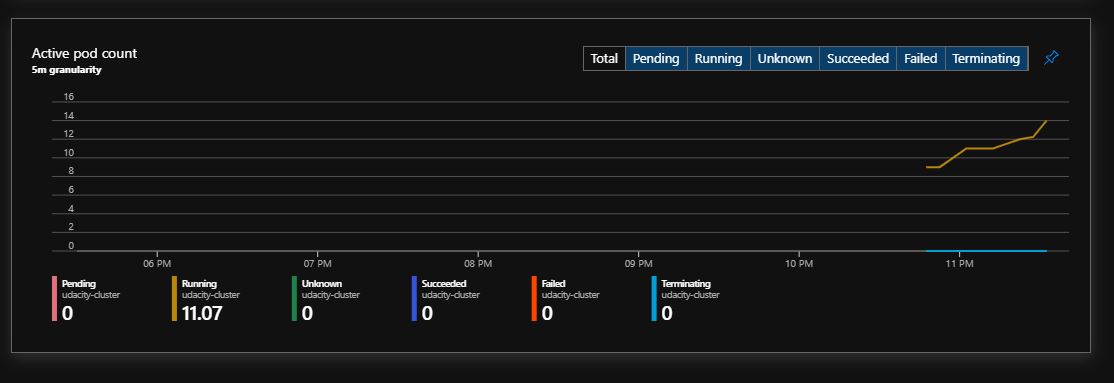 Active pod count
5m granularity
Total Pending Running Unknown Succeeded Failed Terminating
16
14
12
10
8
6
4
2
0
06 PM 07 PM 08 PM 09 PM 10 PM 11 PM
Pending Running Unknown Succeeded Failed Terminating
udacity-cluster udacity-cluster udacity-cluster udacity-cluster udacity-cluster udacity-cluster
0 11.07 0 0 0 0